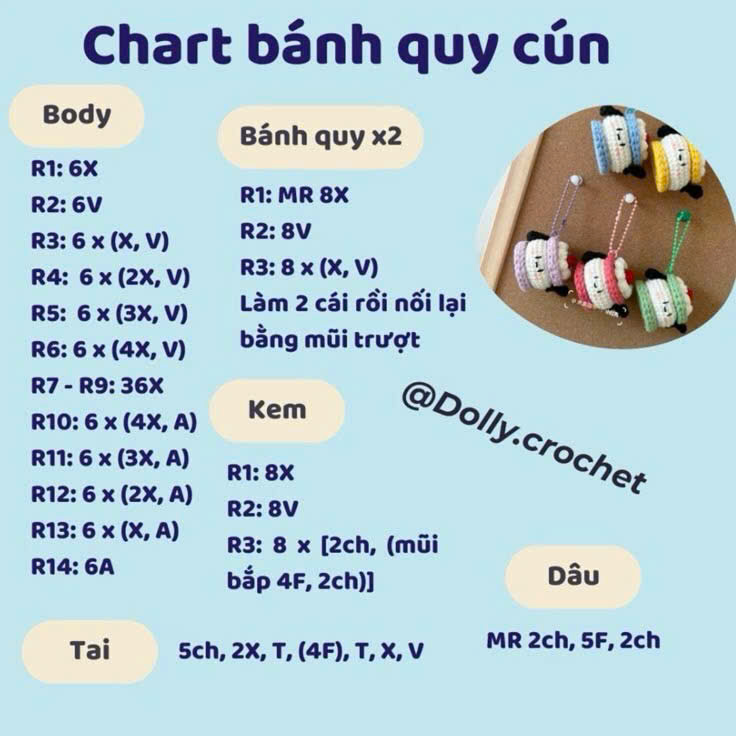 Chart bánh quy cún
Body
R1: 6X
R2: 6V
R3: 6 x (X, V)
R4: 6 x (2X, V)
R5: 6 x (3X, V)
R6: 6 x (4X, V)
R7 - R9: 36X
R10: 6 x (4X, A)
R11: 6 x (3X, A)
R12: 6 x (2X, A)
R13: 6 x (X, A)
R14: 6A
Bánh quy x2
R1: MR 8X
R2: 8V
R3: 8 x (X, V)
Làm 2 cái rồi nối lại
bằng mũi trượt
Kem
R1: 8X
R2: 8V
R3: 8 x [2ch, (mũi
bắp 4F, 2ch)]
@Dolly.crochet
Dâu
MR 2ch, 5F, 2ch
Tai
5ch, 2X, T, (4F), T, X, V